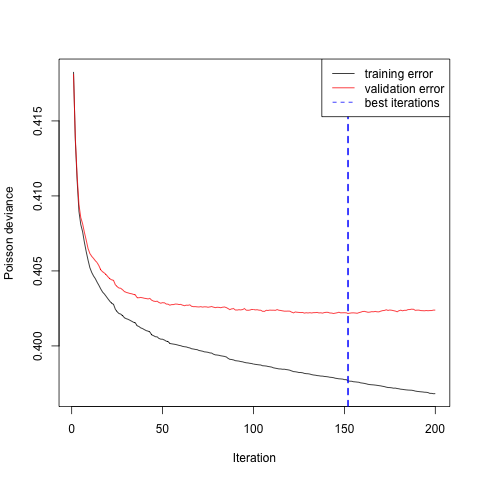 training error
validation error
best iterations
Poisson deviance
0.415
0.410
0.405
0.400
0 50 100 150 200
Iteration